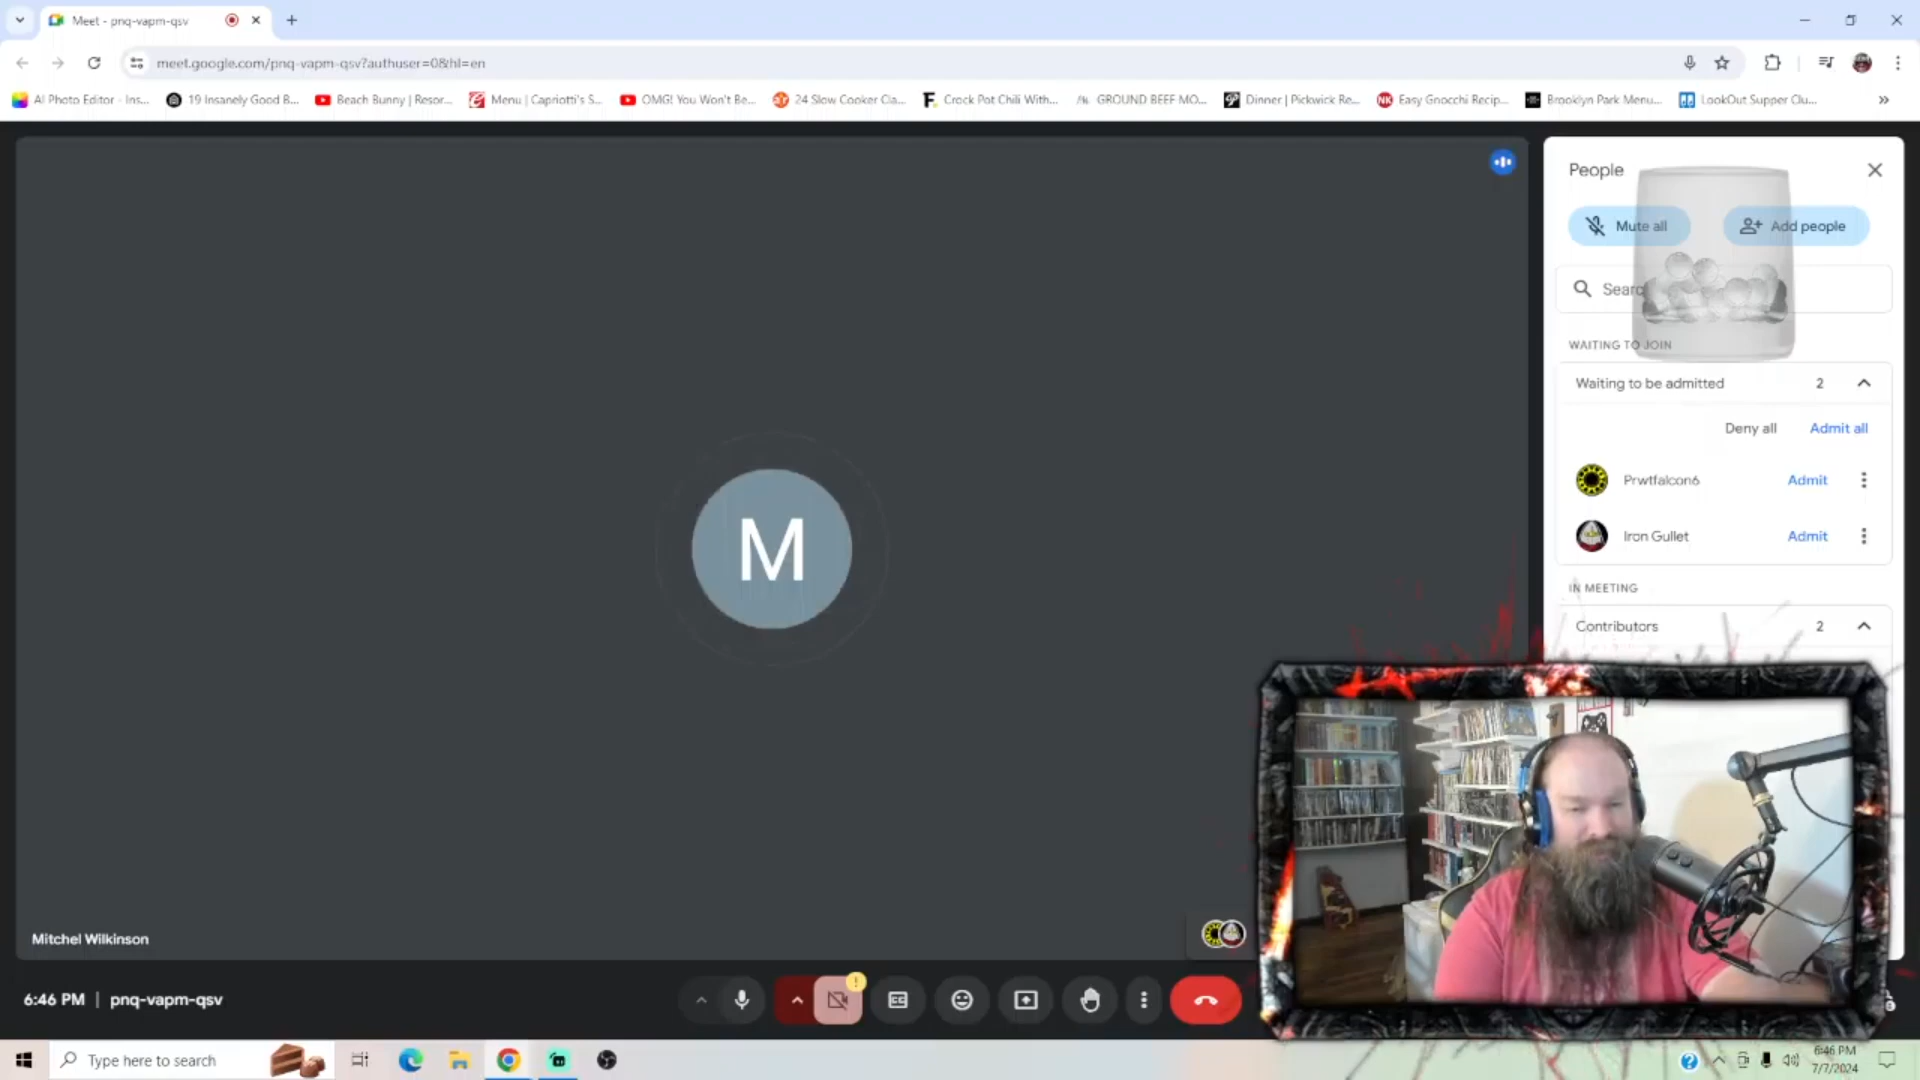 Meet - pnq-vapm-qsv
meet.google.com/pnq-vapm-qsv?authuser=0&hl=en
AI Photo Editor - Ins...
19 Insanely Good B...
Beach Bunny | Resor...
Menu | Capriotti's S...
OMG! You Won't Be...
24 Slow Cooker Cla...
Crock Pot Chili With...
GROUND BEEF MO...
Dinner | Pickwick Re...
Easy Gnocchi Recip...
Brooklyn Park Menu...
LookOut Supper Clu...
People
Mute all
Add people
Searc
WAITING TO JOIN
Waiting to be admitted 2
Deny all Admit all
Prwtfalcon6 Admit
Iron Gullet Admit
IN MEETING
Contributors 2
M
Mitchel Wilkinson
6:46 PM | pnq-vapm-qsv
Type here to search
6:46 PM
7/7/2024